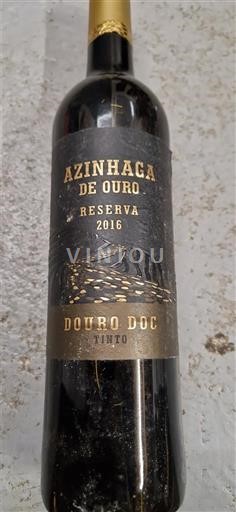 AZINHAGA
DE OURO
RESERVA
2016
VINIOU
DOURO DOC
TINTO